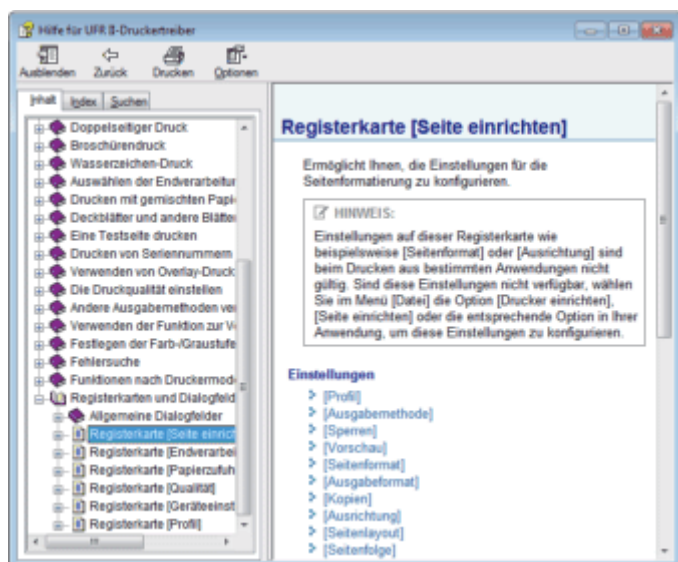 Hilfe für UFR II-Druckertreiber
Ausblenden Zurück Drucken Optionen
Inhalt Index Suchen
Doppelseitiger Druck
Broschürendruck
Wasserzeichen-Druck
Auswählen der Endverarbeitur
Drucken mit gemischten Papi
Deckblätter und andere Blätte
Eine Testseite drucken
Drucken von Seriennummern
Verwenden von Overlay-Druck
Die Druckqualität einstellen
Andere Ausgabemethoden ve
Verwenden der Funktion zur V
Festlegen der Farb-/Graustufe
Fehlersuche
Funktionen nach Druckermod
Registerkarten und Dialogfeld
Allgemeine Dialogfelder
Registerkarte [Seite einrich
Registerkarte [Endverarbei
Registerkarte [Papierzufuh
Registerkarte [Qualität]
Registerkarte [Geräteeinst
Registerkarte [Profil]
Registerkarte [Seite einrichten]
Ermöglicht Ihnen, die Einstellungen für die
Seitenformatierung zu konfigurieren.
HINWEIS:
Einstellungen auf dieser Registerkarte wie
beispielsweise [Seitenformat] oder [Ausrichtung] sind
beim Drucken aus bestimmten Anwendungen nicht
gültig. Sind diese Einstellungen nicht verfügbar, wählen
Sie im Menü [Datei] die Option [Drucker einrichten],
[Seite einrichten] oder die entsprechende Option in Ihrer
Anwendung, um diese Einstellungen zu konfigurieren.
Einstellungen
[Profil]
[Ausgabemethode]
[Sperren]
[Vorschau]
[Seitenformat]
[Ausgabeformat]
[Kopien]
[Ausrichtung]
[Seitenlayout]
[Seitenfolge]